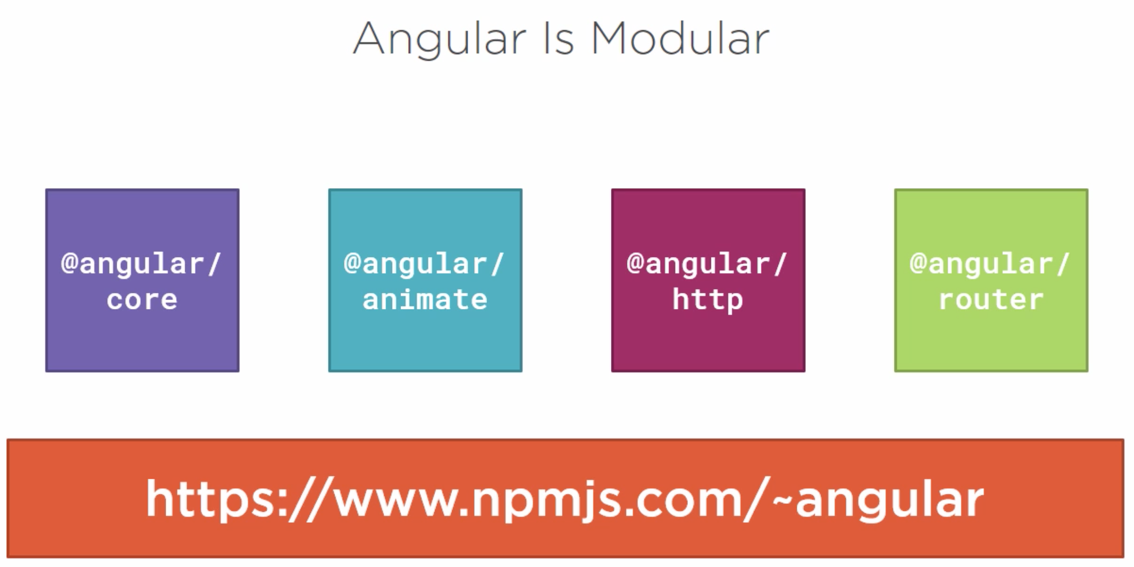 Angular Is Modular
@angular/
core
@angular/
animate
@angular/
http
@angular/
router
https://www.npmjs.com/~angular